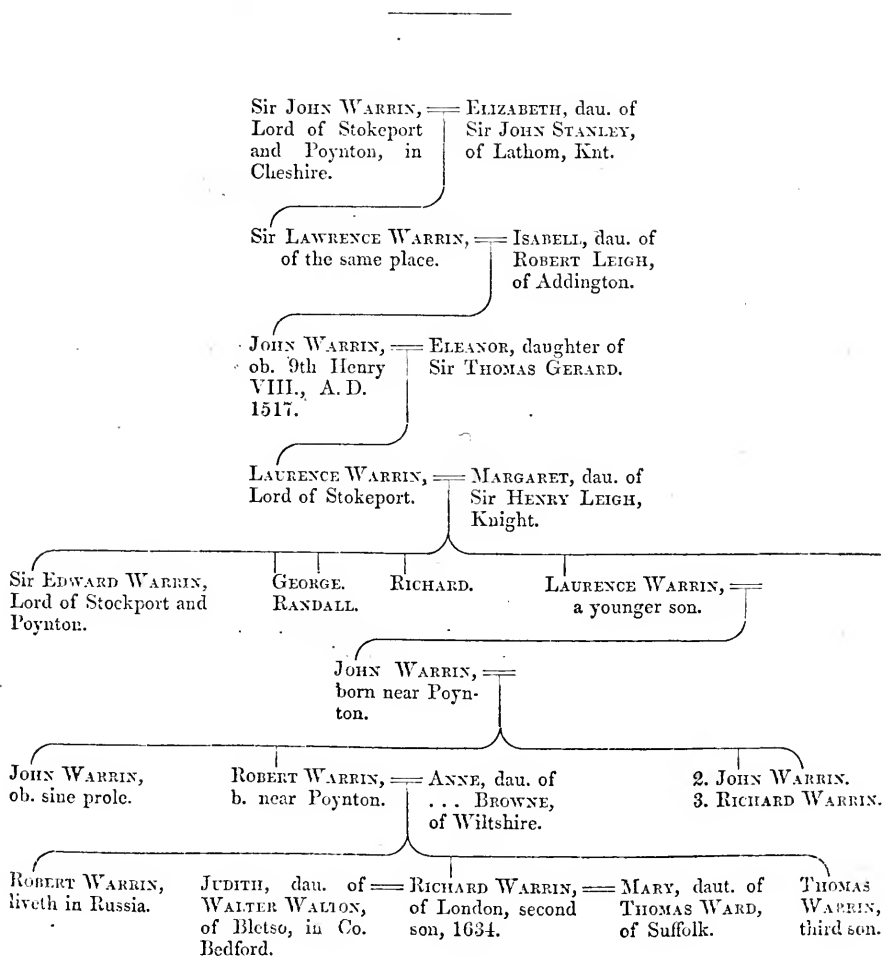 Sir John Warrin,
Lord of Stokeport
and Poynton, in
Cheshire.
Elizabeth, dau. of
Sir John Stanley,
of Lathom, Knt.
Sir Lawrence Warrin,
of the same place.
Isabell, dau. of
Robert Leigh,
of Addington.
John Warrin,
ob. 9th Henry
VIII., A. D.
1517.
Eleanor, daughter of
Sir Thomas Gerard.
Laurence Warrin,
Lord of Stokeport.
Margaret, dau. of
Sir Henry Leigh,
Knight.
Sir Edward Warrin,
Lord of Stockport and
Poynton.
George.
Randall.
Richard.
Laurence Warrin,
a younger son.
John Warrin,
born near Poyn-
ton.
John Warrin,
ob. sine prole.
Robert Warrin,
b. near Poynton.
Anne, dau. of
... Browne,
of Wiltshire.
2. John Warrin.
3. Richard Warrin.
Robert Warrin,
liveth in Russia.
Judith, dau. of
Walter Walton,
of Bletso, in Co.
Bedford.
Richard Warrin,
of London, second
son, 1634.
Mary, daut. of
Thomas Ward,
of Suffolk.
Thomas
Warrin,
third son.